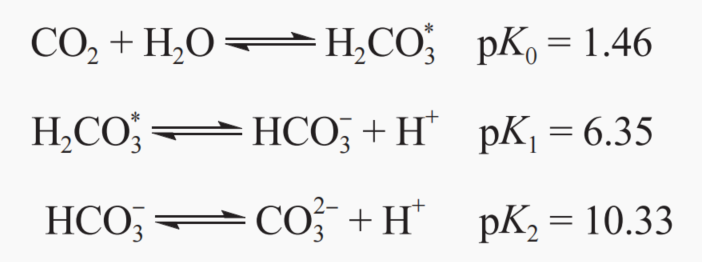 CO₂ + H₂O ⇌ H₂CO₃* pK₀ = 1.46
H₂CO₃* ⇌ HCO₃⁻ + H⁺ pK₁ = 6.35
HCO₃⁻ ⇌ CO₃²⁻ + H⁺ pK₂ = 10.33